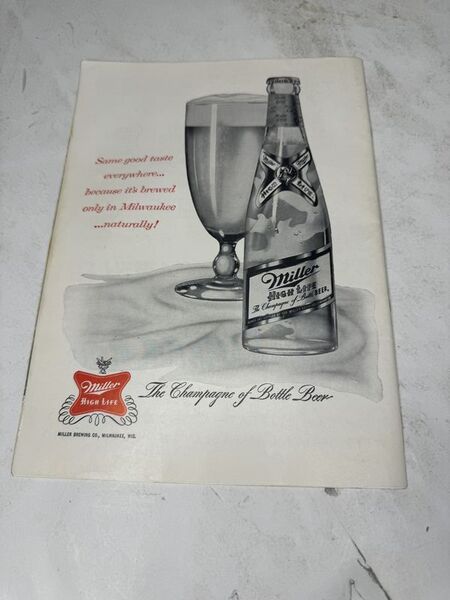 Same good taste
everywhere...
because it's brewed
only in Milwaukee
...naturally!
Miller
HIGH LIFE
The Champagne of Bottle BEER.
Miller
HIGH LIFE
The Champagne of Bottle Beer
MILLER BREWING CO., MILWAUKEE, WIS.